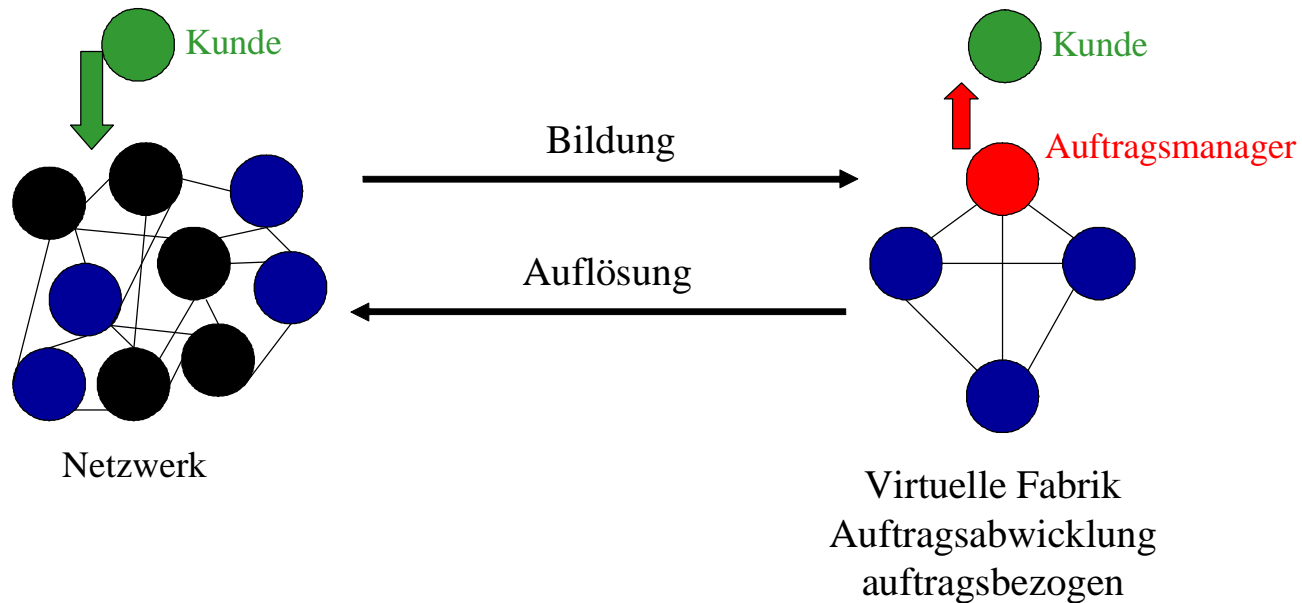 Kunde
Kunde
Bildung
Auftragsmanager
Auflösung
Netzwerk
Virtuelle Fabrik
Auftragsabwicklung
auftragsbezogen